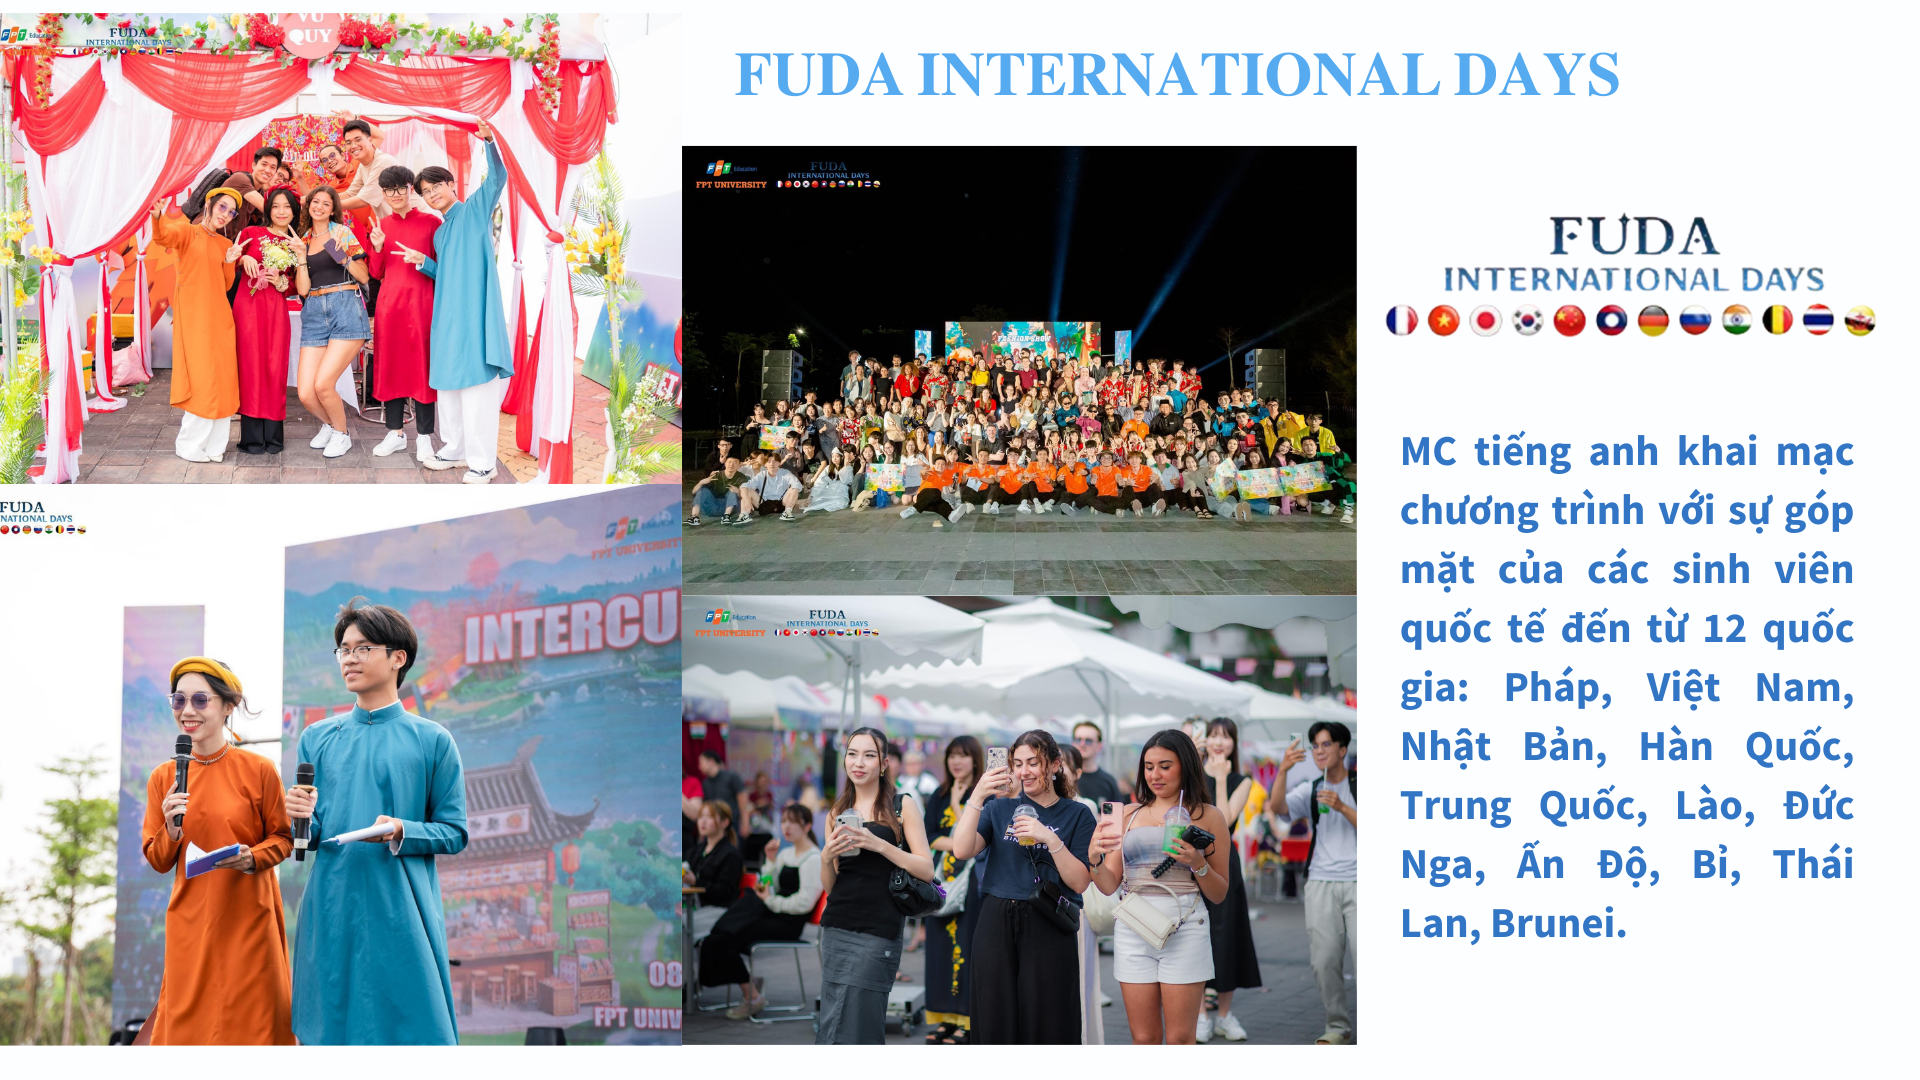 FUDA INTERNATIONAL DAYS
FPT Education
FUDA
INTERNATIONAL DAYS
VU
QUY
FPT Education
FPT UNIVERSITY
FUDA
INTERNATIONAL DAYS
FASHION SHOW
FUDA
INTERNATIONAL DAYS
MC tiếng anh khai mạc
chương trình với sự góp
mặt của các sinh viên
quốc tế đến từ 12 quốc
gia: Pháp, Việt Nam,
Nhật Bản, Hàn Quốc,
Trung Quốc, Lào, Đức
Nga, Ấn Độ, Bỉ, Thái
Lan, Brunei.
FUDA
NATIONAL DAYS
FPT Education
FPT UNIVERSITY
INTERCU
08
FPT UNIV
FPT Education
FPT UNIVERSITY
FUDA
INTERNATIONAL DAYS